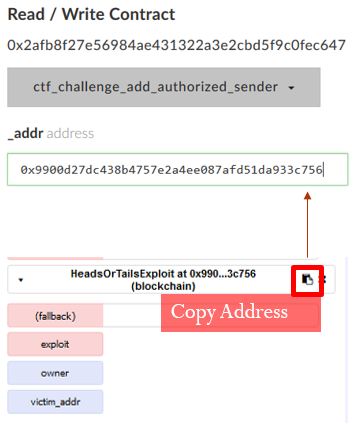 Read / Write Contract
0x2afb8f27e56984ae431322a3e2cbd5f9c0fec647
ctf_challenge_add_authorized_sender
_addr address
0x9900d27dc438b4757e2a4ee087afd51da933c756
HeadsOrTailsExploit at 0x990...3c756
(blockchain)
Copy Address
(fallback)
exploit
owner
victim_addr